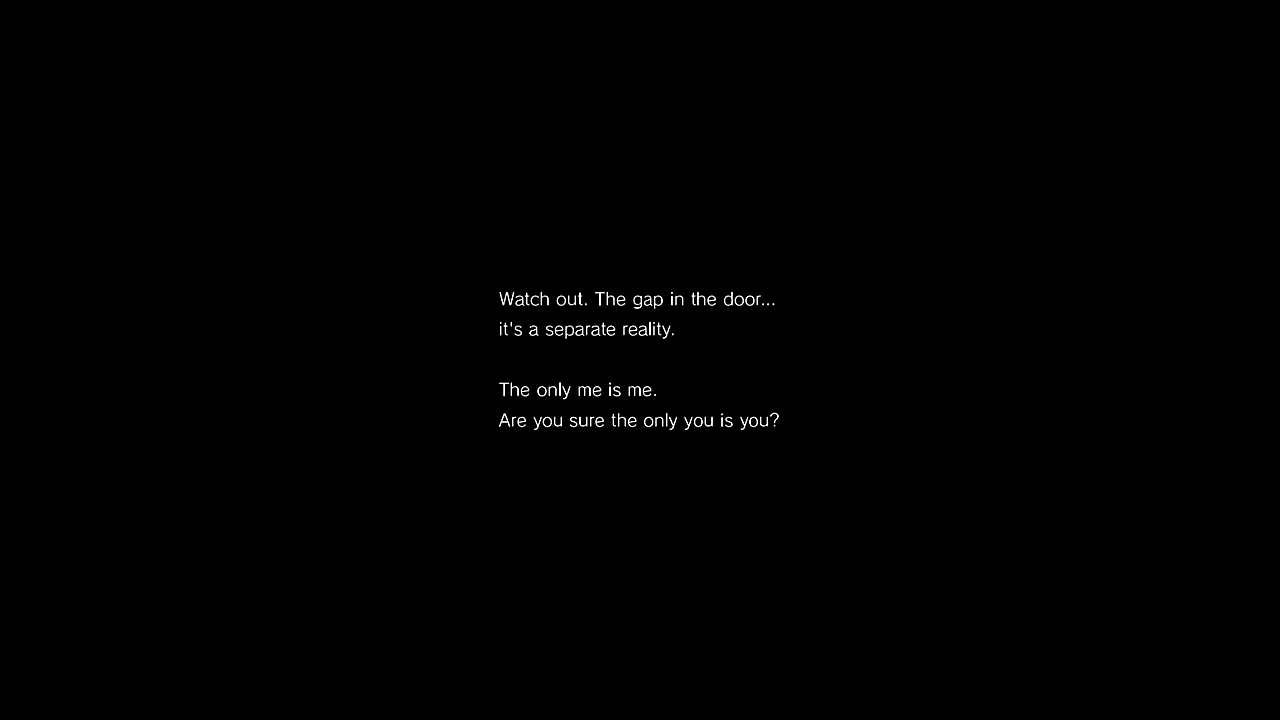 Watch out. The gap in the door...
it's a separate reality.
The only me is me.
Are you sure the only you is you?